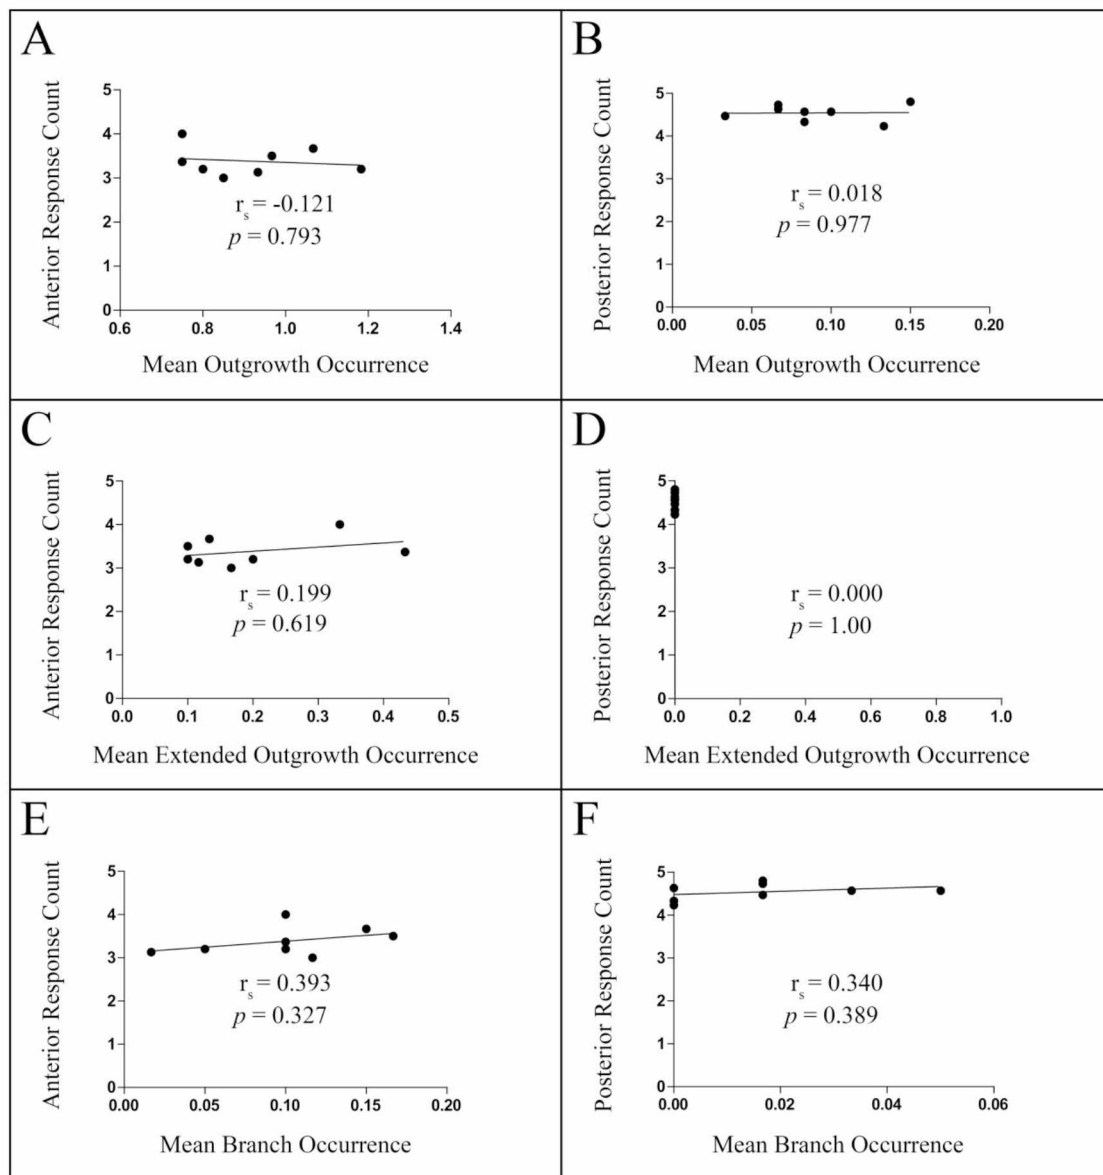 A
Anterior Response Count
5
4
3
2
1
0
0.6 0.8 1.0 1.2 1.4
rs = -0.121
p = 0.793
Mean Outgrowth Occurrence
B
Posterior Response Count
5
4
3
2
1
0
0.00 0.05 0.10 0.15 0.20
rs = 0.018
p = 0.977
Mean Outgrowth Occurrence
C
Anterior Response Count
5
4
3
2
1
0
0.0 0.1 0.2 0.3 0.4 0.5
rs = 0.199
p = 0.619
Mean Extended Outgrowth Occurrence
D
Posterior Response Count
5
4
3
2
1
0
0.0 0.2 0.4 0.6 0.8 1.0
rs = 0.000
p = 1.00
Mean Extended Outgrowth Occurrence
E
Anterior Response Count
5
4
3
2
1
0
0.00 0.05 0.10 0.15 0.20
rs = 0.393
p = 0.327
Mean Branch Occurrence
F
Posterior Response Count
5
4
3
2
1
0
0.00 0.02 0.04 0.06
rs = 0.340
p = 0.389
Mean Branch Occurrence